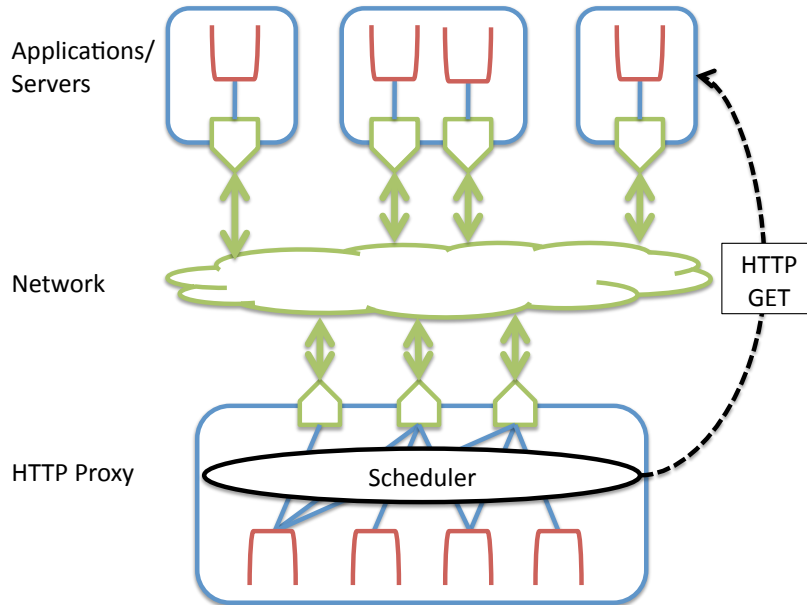 Applications/
Servers
Network
HTTP
GET
HTTP Proxy
Scheduler